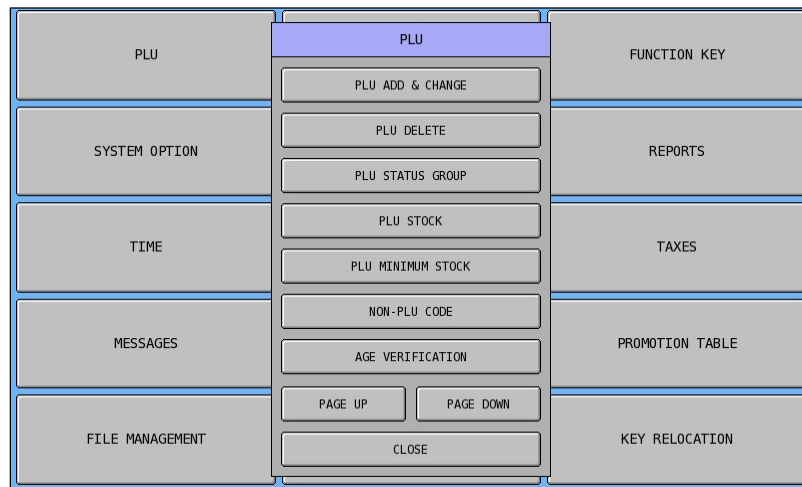 PLU
PLU
FUNCTION KEY
PLU ADD & CHANGE
PLU DELETE
SYSTEM OPTION
PLU STATUS GROUP
REPORTS
PLU STOCK
TIME
PLU MINIMUM STOCK
TAXES
NON-PLU CODE
MESSAGES
AGE VERIFICATION
PROMOTION TABLE
PAGE UP
PAGE DOWN
FILE MANAGEMENT
CLOSE
KEY RELOCATION